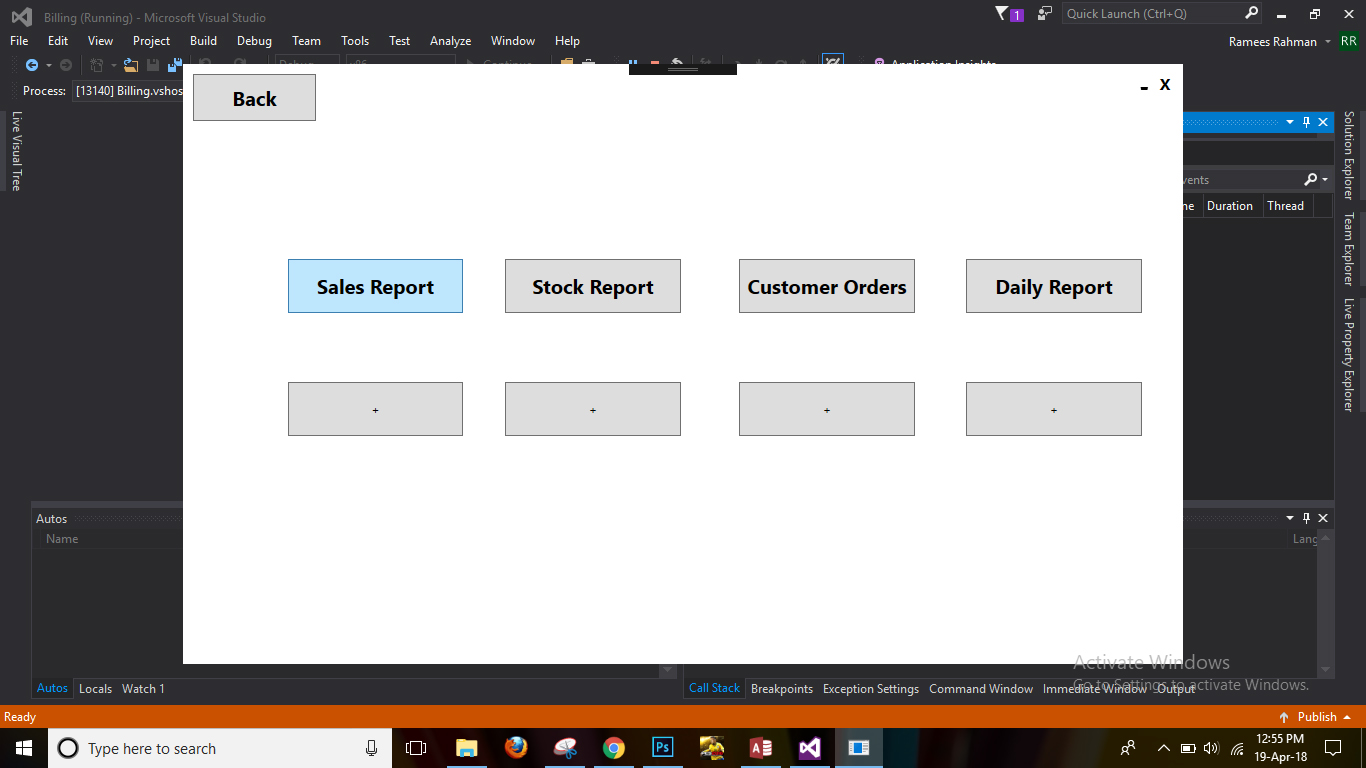 Billing (Running) - Microsoft Visual Studio
1
Quick Launch (Ctrl+Q)
File Edit View Project Build Debug Team Tools Test Analyze Window Help
Ramees Rahman RR
Process: [13140] Billing.vshos
Back
- X
Live Visual Tree
Solution Explorer
Team Explorer
Live Property Explorer
vents
ne Duration Thread
Sales Report Stock Report Customer Orders Daily Report
+ + + +
Autos
Name
Lang
Activate Windows
Go to Settings to activate Windows.
Autos Locals Watch 1
Call Stack Breakpoints Exception Settings Command Window Immediate Window Output
Ready
Publish
Type here to search
Ps
12:55 PM
19-Apr-18